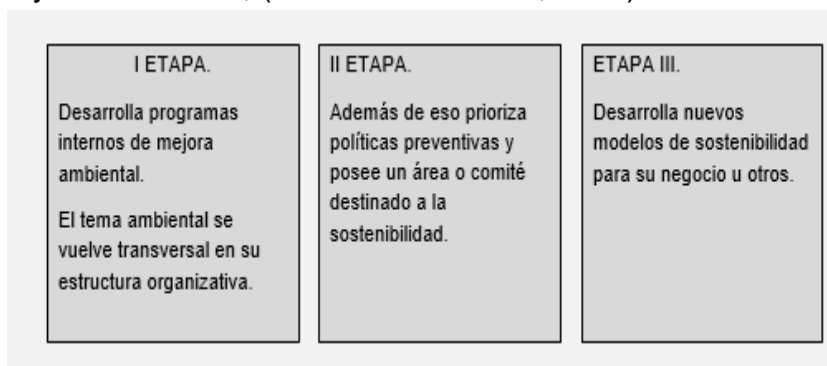 I ETAPA.
Desarrolla programas
internos de mejora
ambiental.
El tema ambiental se
vuelve transversal en su
estructura organizativa.
II ETAPA.
Además de eso prioriza
políticas preventivas y
posee un área o comité
destinado a la
sostenibilidad.
ETAPA III.
Desarrolla nuevos
modelos de sostenibilidad
para su negocio u otros.